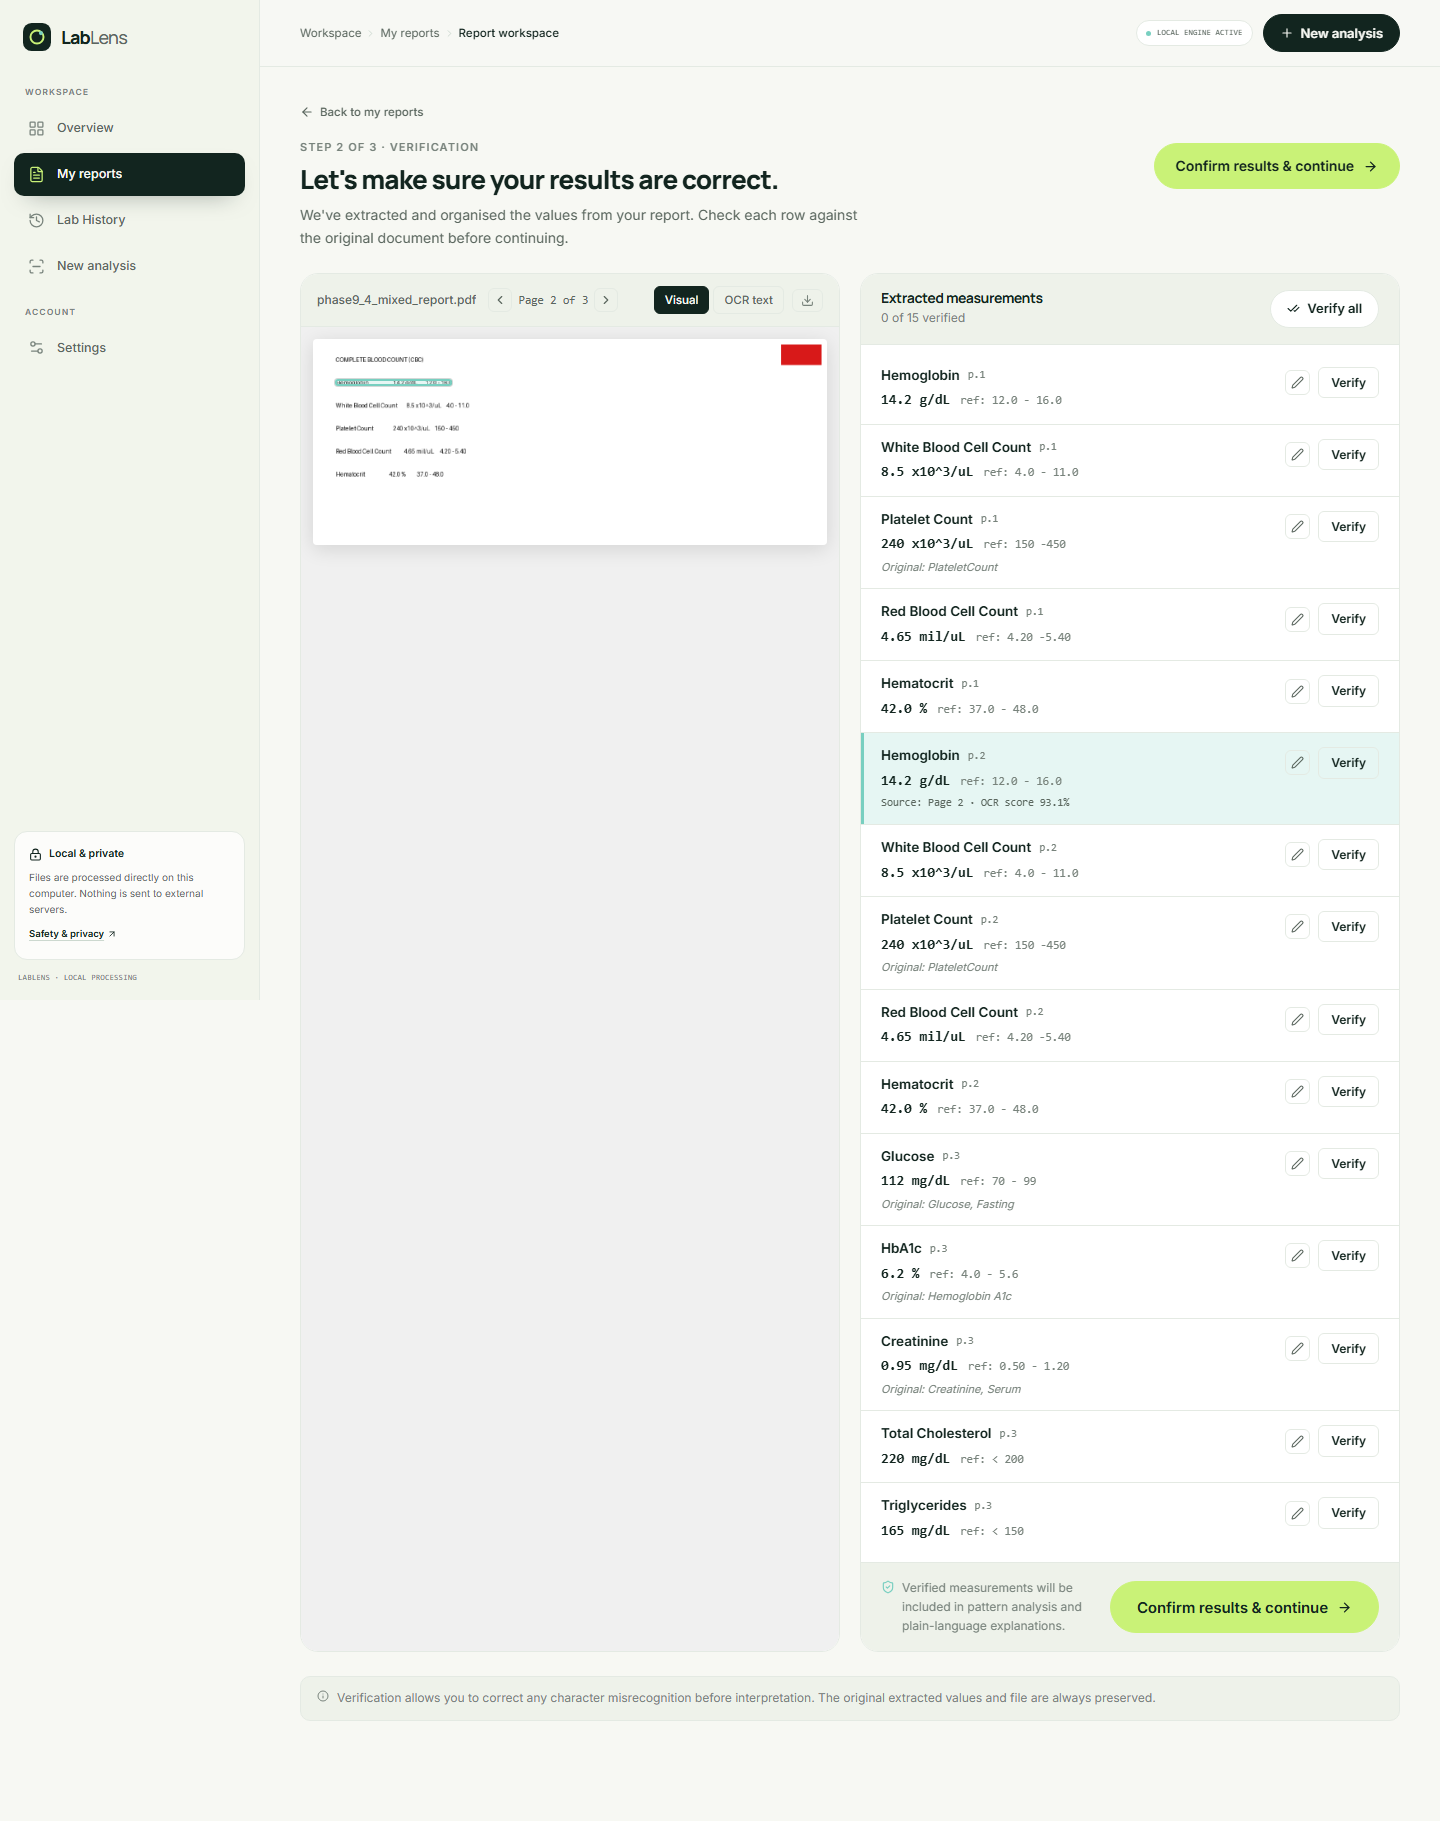 LabLens
WORKSPACE
Overview
My reports
Lab History
New analysis
ACCOUNT
Settings
Local & private
Files are processed directly on this
computer. Nothing is sent to external
servers.
Safety & privacy
LABLENS · LOCAL PROCESSING
Workspace
My reports
Report workspace
LOCAL ENGINE ACTIVE
New analysis
Back to my reports
STEP 2 OF 3 · VERIFICATION
Let's make sure your results are correct.
We've extracted and organised the values from your report. Check each row against
the original document before continuing.
Confirm results & continue
phase9_4_mixed_report.pdf
Page 2 of 3
Visual
OCR text
COMPLETE BLOOD COUNT (CBC)
Hemoglobin 14.2 g/dL 12.0 - 16.0
White Blood Cell Count 8.5 x10^3/uL 4.0 - 11.0
PlateletCount 240 x10^3/uL 150 - 450
Red Blood Cell Count 4.65 mil/uL 4.20 - 5.40
Hematocrit 42.0 % 37.0 - 48.0
Extracted measurements
0 of 15 verified
Verify all
Hemoglobin p.1
14.2 g/dL ref: 12.0 - 16.0
Verify
White Blood Cell Count p.1
8.5 x10^3/uL ref: 4.0 - 11.0
Verify
Platelet Count p.1
240 x10^3/uL ref: 150 -450
Original: PlateletCount
Verify
Red Blood Cell Count p.1
4.65 mil/uL ref: 4.20 -5.40
Verify
Hematocrit p.1
42.0 % ref: 37.0 - 48.0
Verify
Hemoglobin p.2
14.2 g/dL ref: 12.0 - 16.0
Source: Page 2 · OCR score 93.1%
Verify
White Blood Cell Count p.2
8.5 x10^3/uL ref: 4.0 - 11.0
Verify
Platelet Count p.2
240 x10^3/uL ref: 150 -450
Original: PlateletCount
Verify
Red Blood Cell Count p.2
4.65 mil/uL ref: 4.20 -5.40
Verify
Hematocrit p.2
42.0 % ref: 37.0 - 48.0
Verify
Glucose p.3
112 mg/dL ref: 70 - 99
Original: Glucose, Fasting
Verify
HbA1c p.3
6.2 % ref: 4.0 - 5.6
Original: Hemoglobin A1c
Verify
Creatinine p.3
0.95 mg/dL ref: 0.50 - 1.20
Original: Creatinine, Serum
Verify
Total Cholesterol p.3
220 mg/dL ref: < 200
Verify
Triglycerides p.3
165 mg/dL ref: < 150
Verify
Verified measurements will be
included in pattern analysis and
plain-language explanations.
Confirm results & continue
Verification allows you to correct any character misrecognition before interpretation. The original extracted values and file are always preserved.